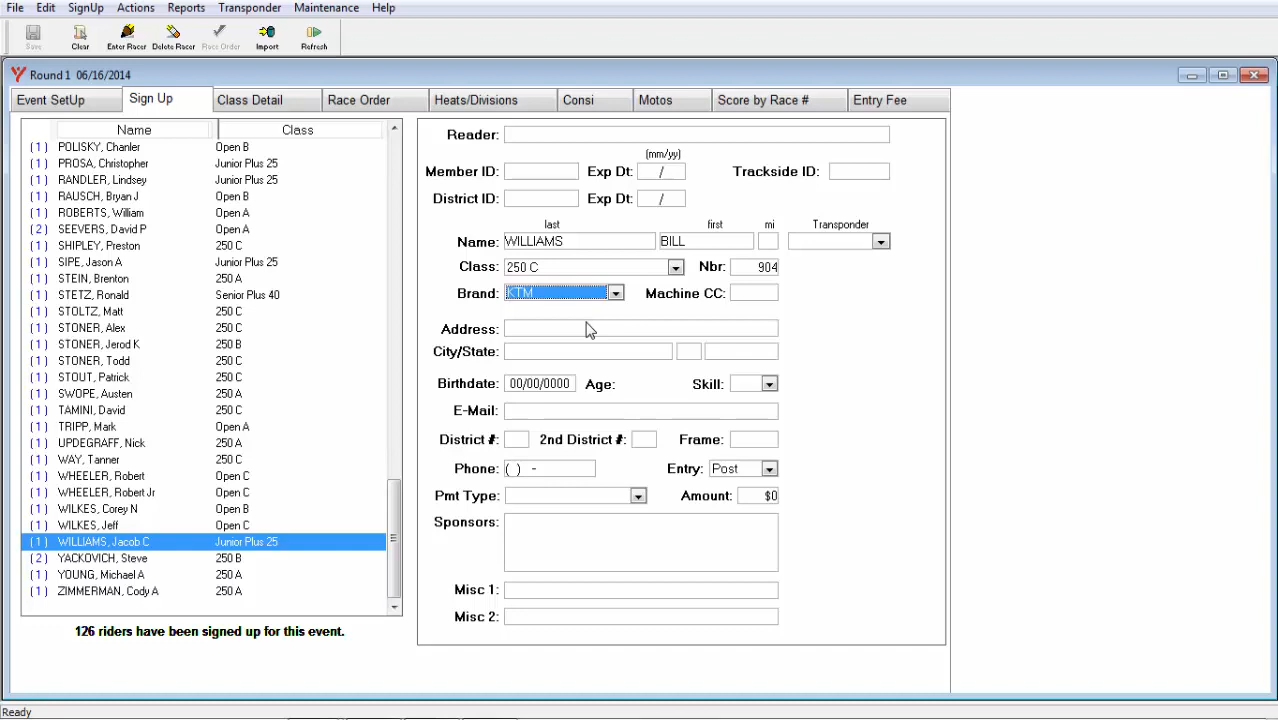 File Edit SignUp Actions Reports Transponder Maintenance Help
Save Clear Enter Racer Delete Racer Race Order Import Refresh
Round 1 06/16/2014
Event SetUp Sign Up Class Detail Race Order Heats/Divisions Consi Motos Score by Race # Entry Fee
Name Class
(1) POLISKY, Chanler Open B
(1) PROSA, Christopher Junior Plus 25
(1) RANDLER, Lindsey Junior Plus 25
(1) RAUSCH, Bryan J Open B
(1) ROBERTS, William Open A
(2) SEEVERS, David P Open A
(1) SHIPLEY, Preston 250 C
(1) SIPE, Jason A Junior Plus 25
(1) STEIN, Brenton 250 A
(1) STETZ, Ronald Senior Plus 40
(1) STOLTZ, Matt 250 C
(1) STONER, Alex 250 C
(1) STONER, Jerod K 250 B
(1) STONER, Todd 250 C
(1) STOUT, Patrick 250 C
(1) SWOPE, Austen 250 A
(1) TAMINI, David 250 C
(1) TRIPP, Mark Open A
(1) UPDEGRAFF, Nick 250 A
(1) WAY, Tanner 250 C
(1) WHEELER, Robert Open C
(1) WHEELER, Robert Jr Open C
(1) WILKES, Corey N Open B
(1) WILKES, Jeff Open C
(1) WILLIAMS, Jacob C Junior Plus 25
(2) YACKOVICH, Steve 250 B
(1) YOUNG, Michael A 250 A
(1) ZIMMERMAN, Cody A 250 A
126 riders have been signed up for this event.
Reader:
(mm/yy)
Member ID: Exp Dt: / Trackside ID:
District ID: Exp Dt: /
last first mi Transponder
Name: WILLIAMS BILL
Class: 250 C Nbr: 904
Brand: KTM Machine CC:
Address:
City/State:
Birthdate: 00/00/0000 Age: Skill:
E-Mail:
District #: 2nd District #: Frame:
Phone: ( ) - Entry: Post
Pmt Type: Amount: $0
Sponsors:
Misc 1:
Misc 2:
Ready